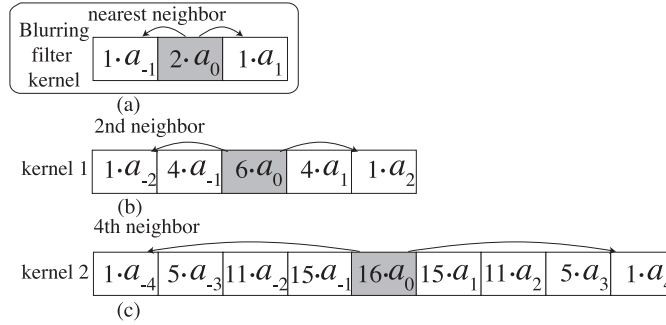 nearest neighbor
Blurring
filter
kernel
1·a₋₁ 2·a₀ 1·a₁
(a)
2nd neighbor
kernel 1 1·a₋₂ 4·a₋₁ 6·a₀ 4·a₁ 1·a₂
(b)
4th neighbor
kernel 2 1·a₋₄ 5·a₋₃ 11·a₋₂ 15·a₋₁ 16·a₀ 15·a₁ 11·a₂ 5·a₃ 1·a₄
(c)